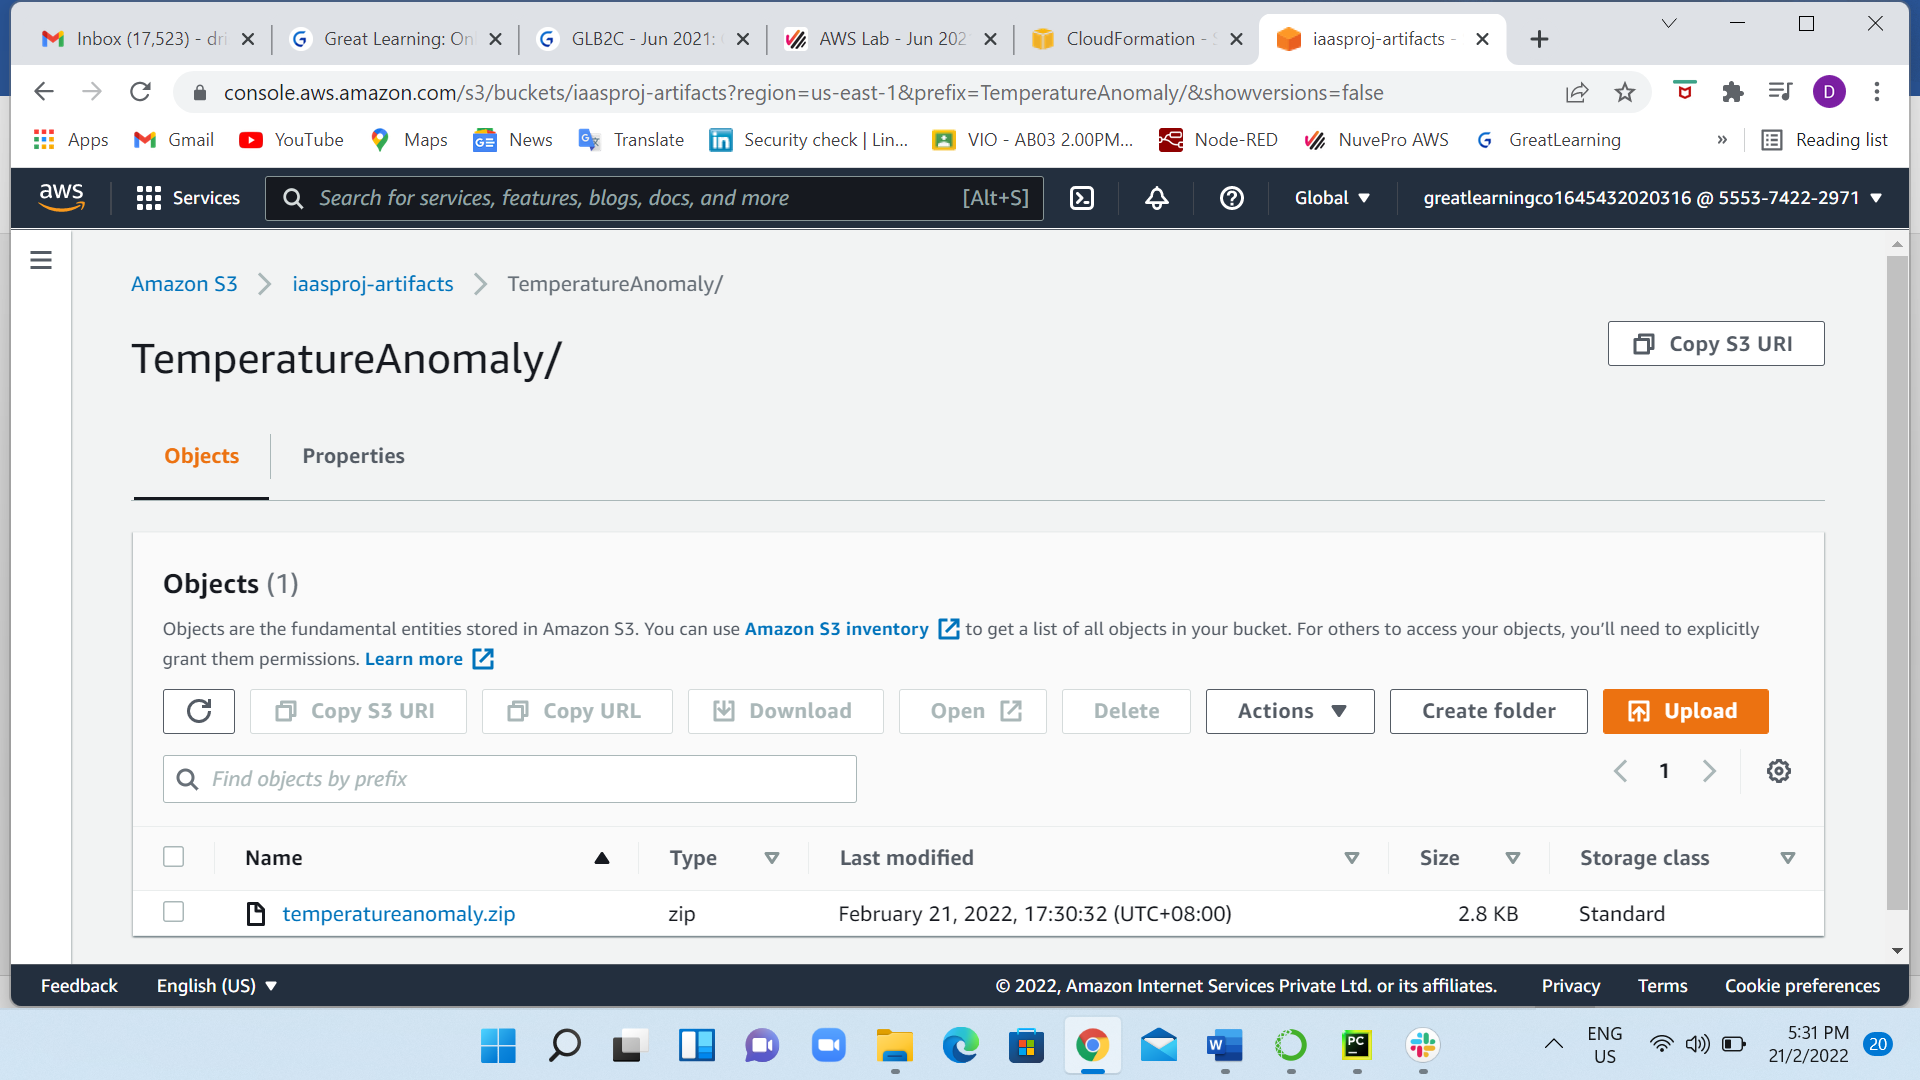 Inbox (17,523) - dri
Great Learning: On
GLB2C - Jun 2021:
AWS Lab - Jun 202
CloudFormation - S
iaasproj-artifacts -
console.aws.amazon.com/s3/buckets/iaasproj-artifacts?region=us-east-1&prefix=TemperatureAnomaly/&showversions=false
D
Apps
Gmail
YouTube
Maps
News
Translate
Security check | Lin...
VIO - AB03 2.00PM...
Node-RED
NuvePro AWS
GreatLearning
»
Reading list
aws
Services
Search for services, features, blogs, docs, and more
[Alt+S]
Global
greatlearningco1645432020316 @ 5553-7422-2971
Amazon S3
iaasproj-artifacts
TemperatureAnomaly/
TemperatureAnomaly/
Copy S3 URI
Objects
Properties
Objects (1)
Objects are the fundamental entities stored in Amazon S3. You can use Amazon S3 inventory to get a list of all objects in your bucket. For others to access your objects, you'll need to explicitly
grant them permissions. Learn more
Copy S3 URI
Copy URL
Download
Open
Delete
Actions
Create folder
Upload
Find objects by prefix
1
Name
Type
Last modified
Size
Storage class
temperatureanomaly.zip
zip
February 21, 2022, 17:30:32 (UTC+08:00)
2.8 KB
Standard
Feedback
English (US)
© 2022, Amazon Internet Services Private Ltd. or its affiliates.
Privacy
Terms
Cookie preferences
W
PC
ENG
US
5:31 PM
21/2/2022
20